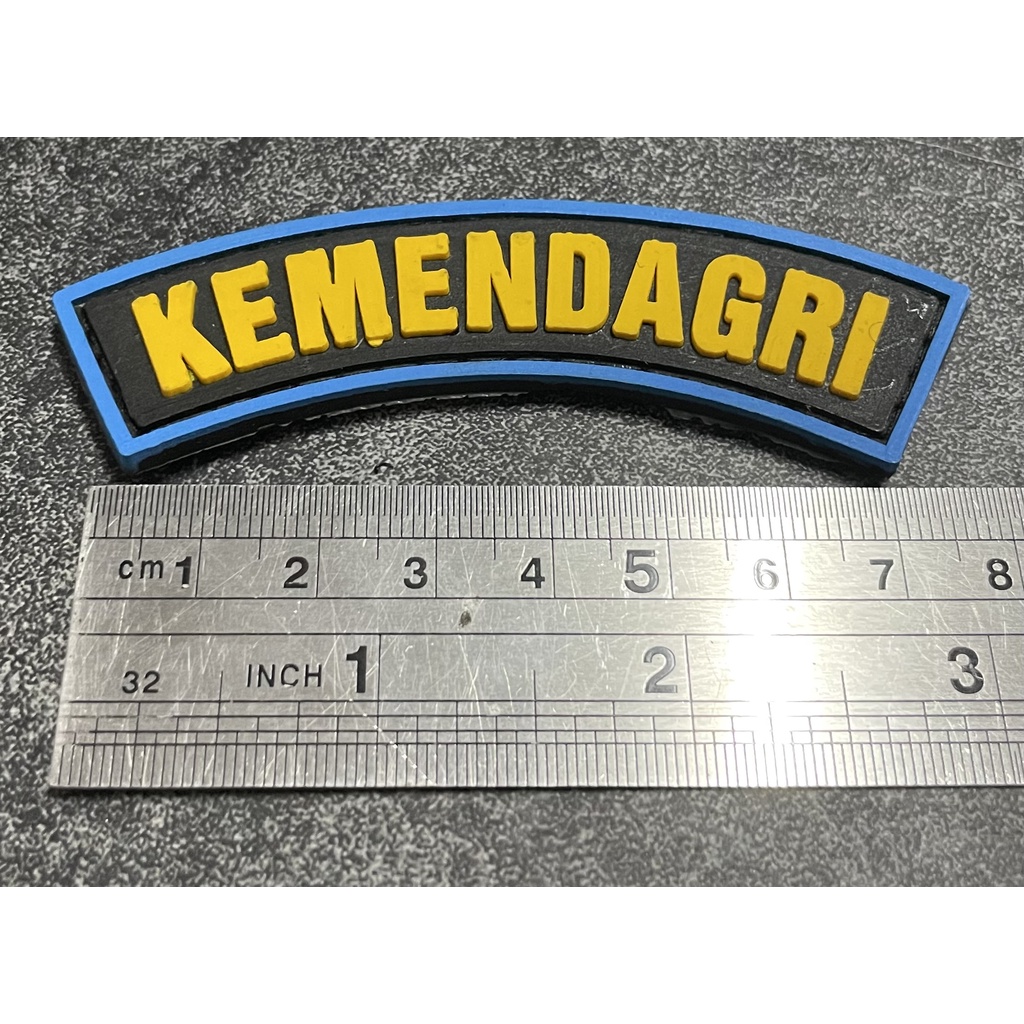 KEMENDAGRI
cm 1 2 3 4 5 6 7 8
32 INCH 1 2 3